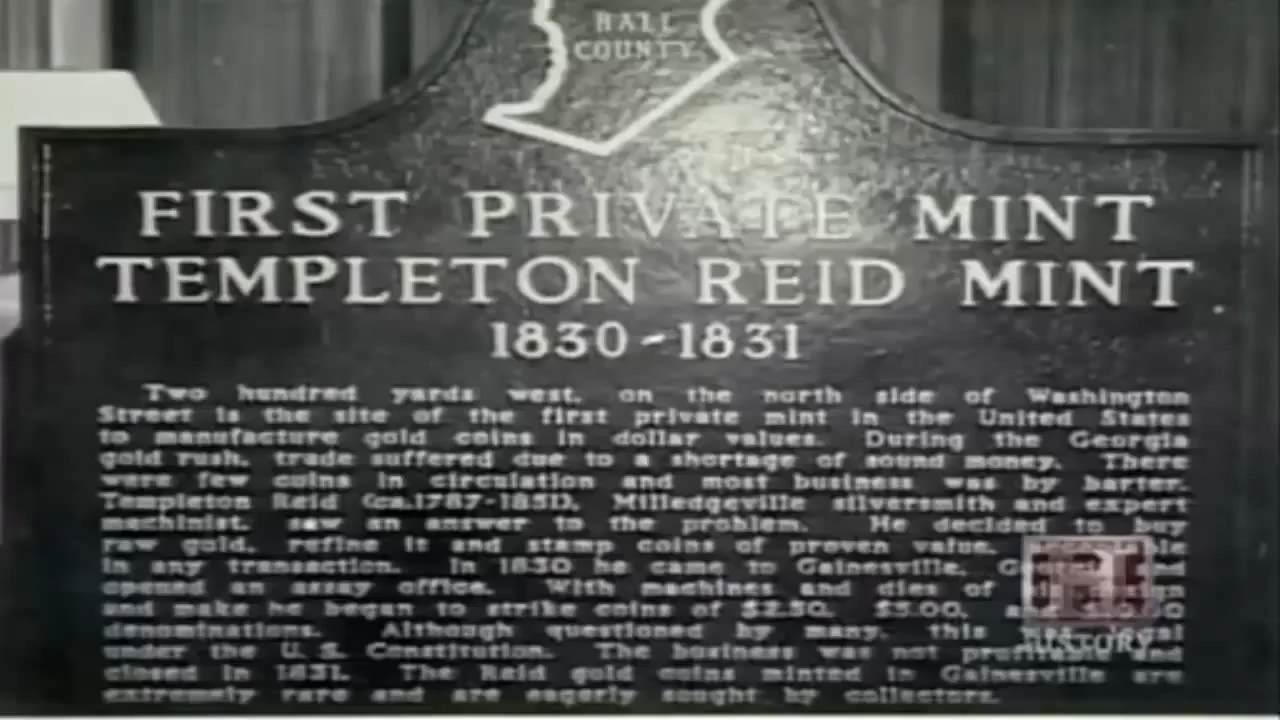 HALL
COUNTY
FIRST PRIVATE MINT
TEMPLETON REID MINT
1830-1831
Two hundred yards west, on the north side of Washington
Street is the site of the first private mint in the United States
to manufacture gold coins in dollar values. During the Georgia
gold rush, trade suffered due to a shortage of sound money. There
were few coins in circulation and most business was by barter.
Templeton Reid (ca.1787-1851), Milledgeville silversmith and expert
machinist, saw an answer to the problem. He decided to buy
raw gold, refine it and stamp coins of proven value,
in any transaction. In 1830 he came to Gainesville,
opened an assay office. With machines and dies of
and make he began to strike coins of $2.50, $5.00,
denominations. Although questioned by many, this
under the U. S. Constitution. The business was not profitable and
closed in 1831. The Reid gold coins minted in Gainesville are
extremely rare and are eagerly sought by collectors.
H
HISTORY